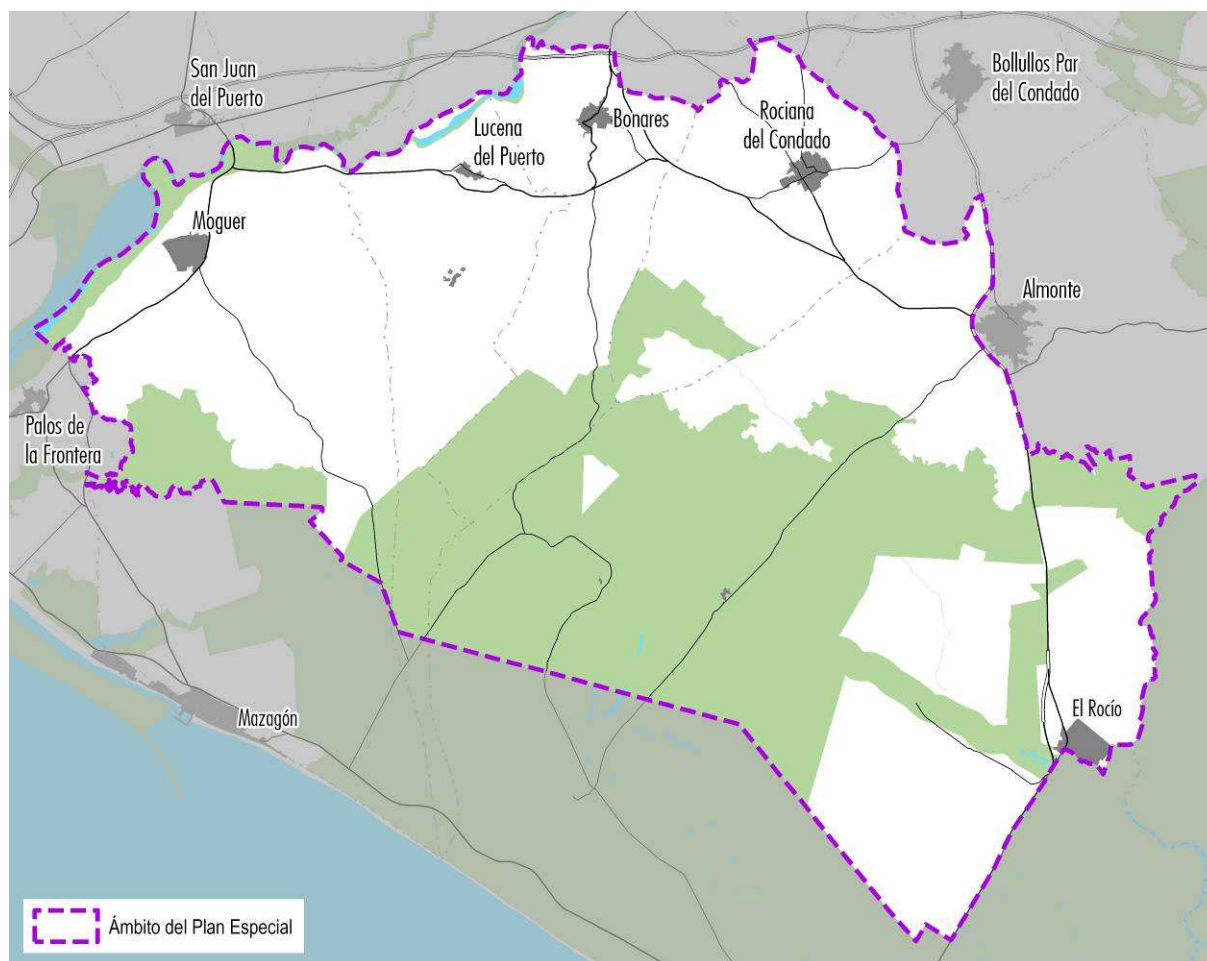 San Juan
del Puerto
Bollullos Par
del Condado
Bonares
Rociana
del Condado
Lucena
del Puerto
Moguer
Almonte
Palos de
la Frontera
Mazagón
El Rocío
Ámbito del Plan Especial